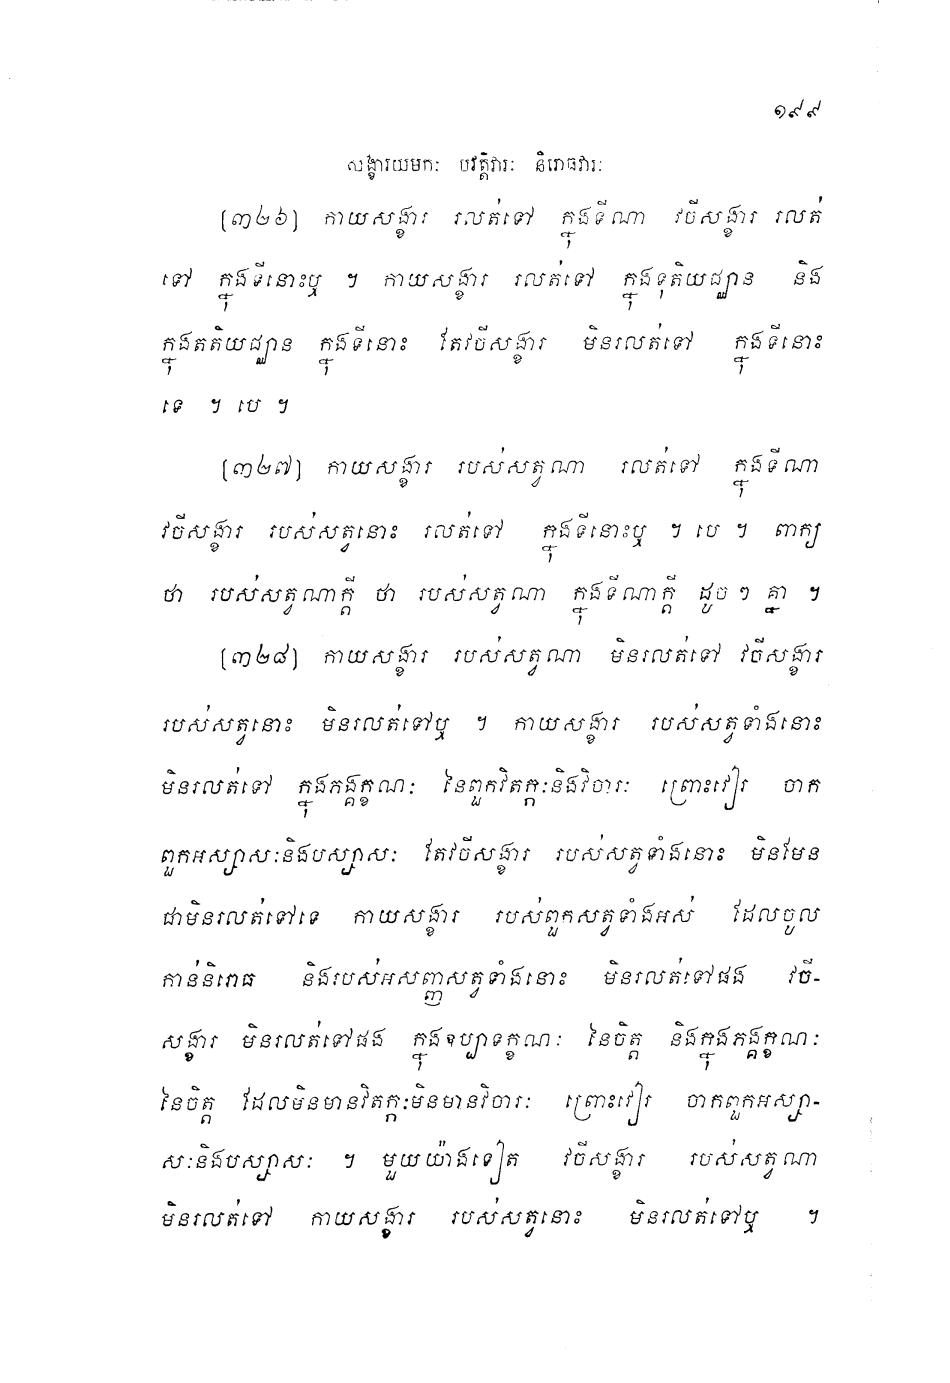 ១៩៩
សង្ខារយមកៈ បវត្តិវារៈ និរោធវារៈ
[៣២៦] កាយសង្ខារ រលត់ទៅ ក្នុងទីណា វចីសង្ខារ រលត់
ទៅ ក្នុងទីនោះឬ ។ កាយសង្ខារ រលត់ទៅ ក្នុងទុតិយជ្ឈាន និង
ក្នុងតតិយជ្ឈាន ក្នុងទីនោះ តែវចីសង្ខារ មិនរលត់ទៅ ក្នុងទីនោះ
ទេ ។ បេ ។
[៣២៧] កាយសង្ខារ របស់សត្វណា រលត់ទៅ ក្នុងទីណា
វចីសង្ខារ របស់សត្វនោះ រលត់ទៅ ក្នុងទីនោះឬ ។ បេ ។ ពាក្យ
ថា របស់សត្វណាក្តី ថា របស់សត្វណា ក្នុងទីណាក្តី ដូចៗ គ្នា ។
[៣២៨] កាយសង្ខារ របស់សត្វណា មិនរលត់ទៅ វចីសង្ខារ
របស់សត្វនោះ មិនរលត់ទៅឬ ។ កាយសង្ខារ របស់សត្វទាំងនោះ
មិនរលត់ទៅ ក្នុងភង្គក្ខណៈ នៃពួកវិតក្កៈនិងវិចារៈ ព្រោះវៀរ ចាក
ពួកអស្សាសៈនិងបស្សាសៈ តែវចីសង្ខារ របស់សត្វទាំងនោះ មិនមែន
ជាមិនរលត់ទៅទេ កាយសង្ខារ របស់ពួកសត្វទាំងអស់ ដែលចូល
កាន់និរោធ និងរបស់អសញ្ញសត្វទាំងនោះ មិនរលត់ទៅផង វចី-
សង្ខារ មិនរលត់ទៅផង ក្នុងឧប្បាទក្ខណៈ នៃចិត្ត និងក្នុងភង្គក្ខណៈ
នៃចិត្ត ដែលមិនមានវិតក្កៈមិនមានវិចារៈ ព្រោះវៀរ ចាកពួកអស្សា-
សៈនិងបស្សាសៈ ។ មួយយ៉ាងទៀត វចីសង្ខារ របស់សត្វណា
មិនរលត់ទៅ កាយសង្ខារ របស់សត្វនោះ មិនរលត់ទៅឬ ។